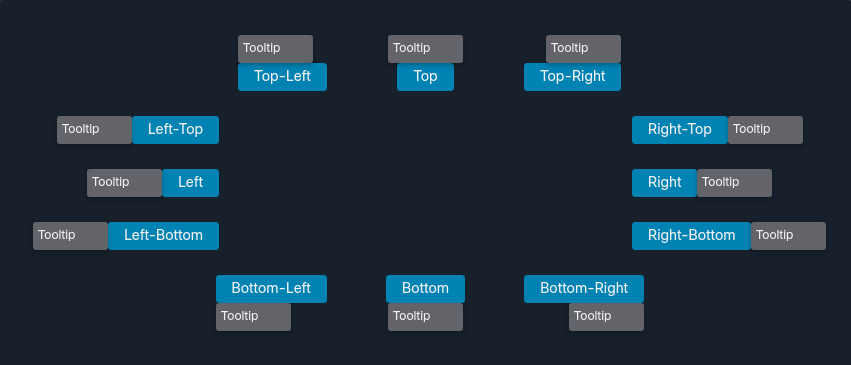 Tooltip Tooltip Tooltip
Top-Left Top Top-Right
Tooltip Left-Top Right-Top Tooltip
Tooltip Left Right Tooltip
Tooltip Left-Bottom Right-Bottom Tooltip
Bottom-Left Bottom Bottom-Right
Tooltip Tooltip Tooltip